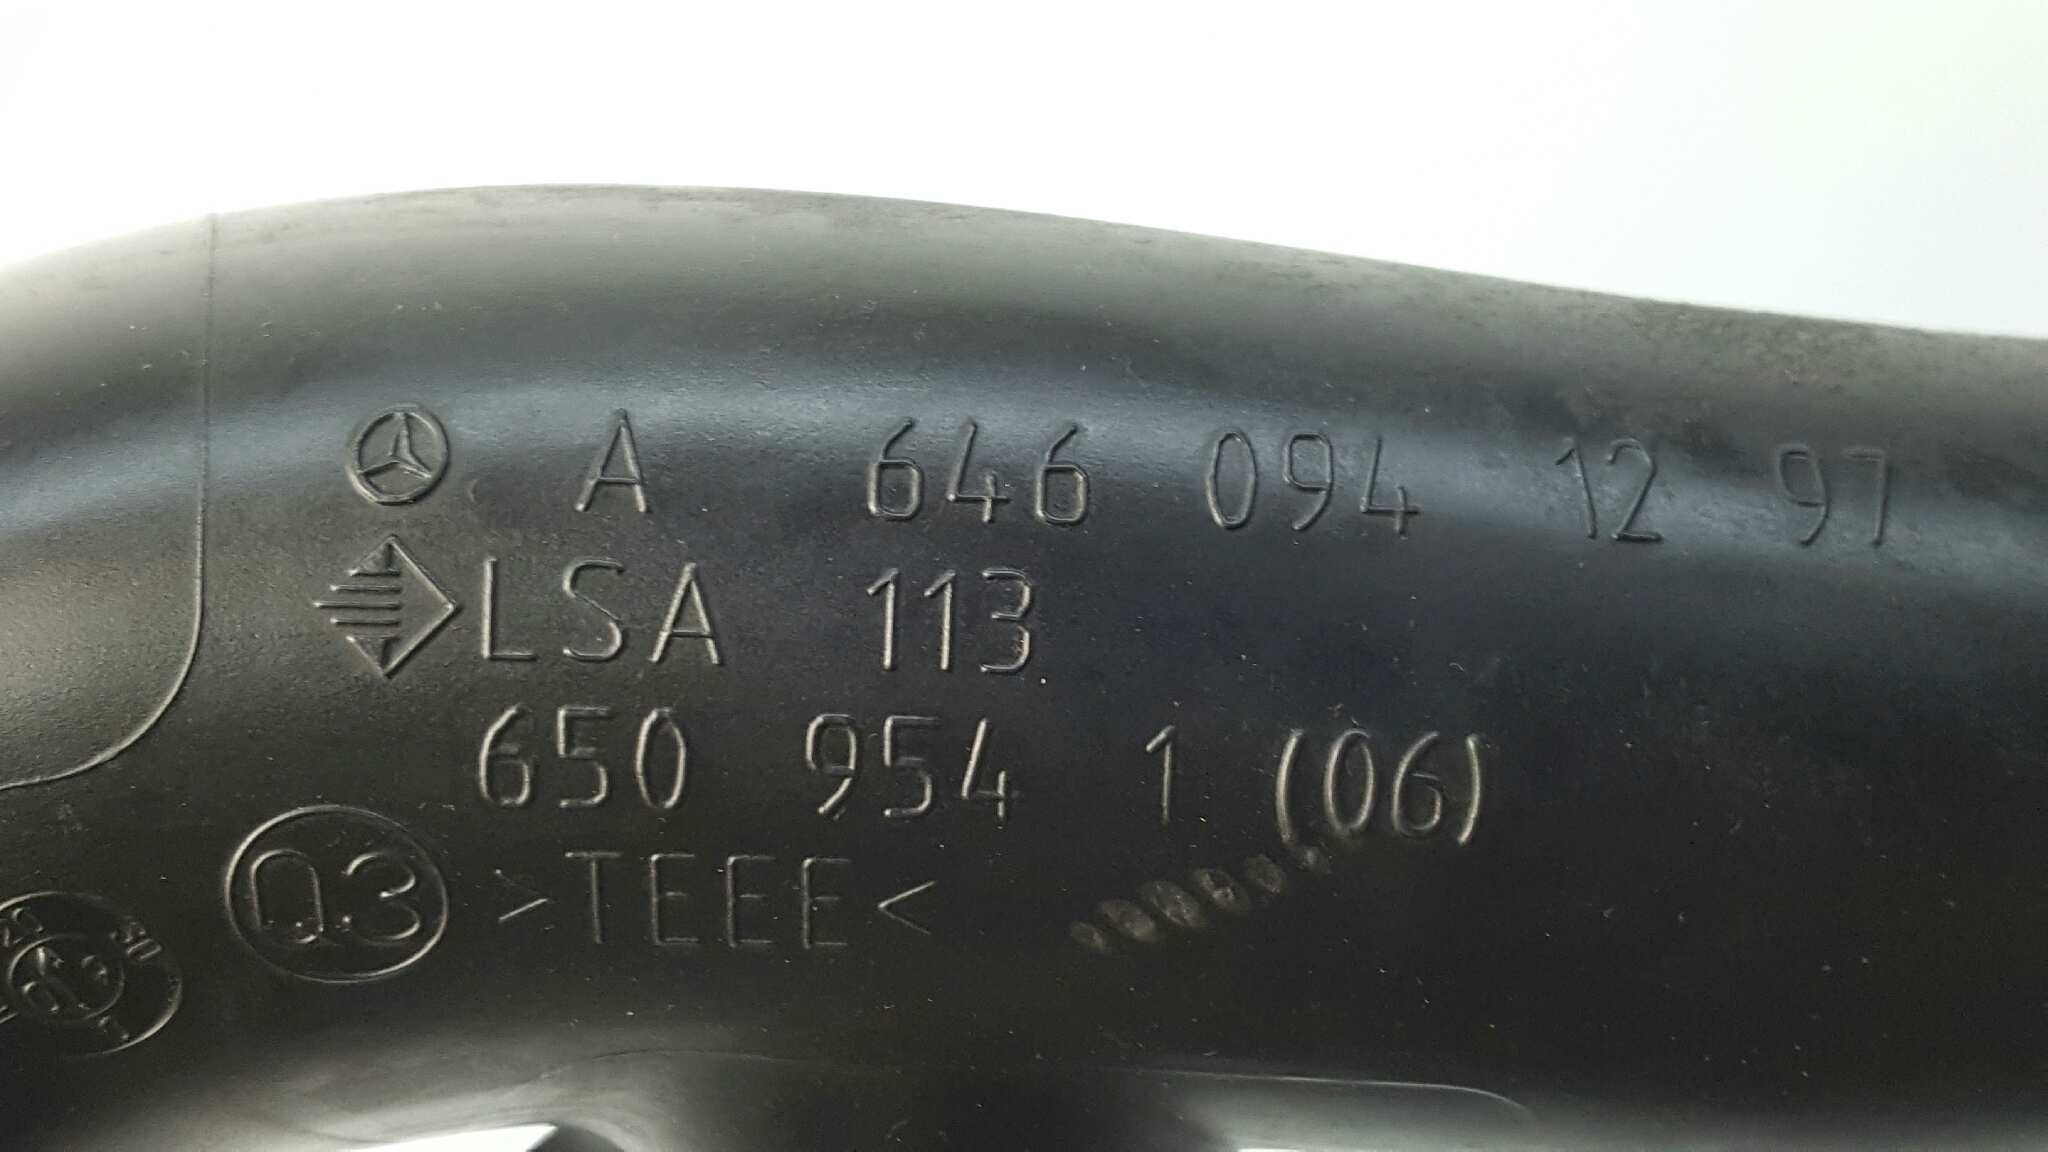 A 646 094 12 97
LSA 113
650 954 1 (06)
Q3 >TEEE<